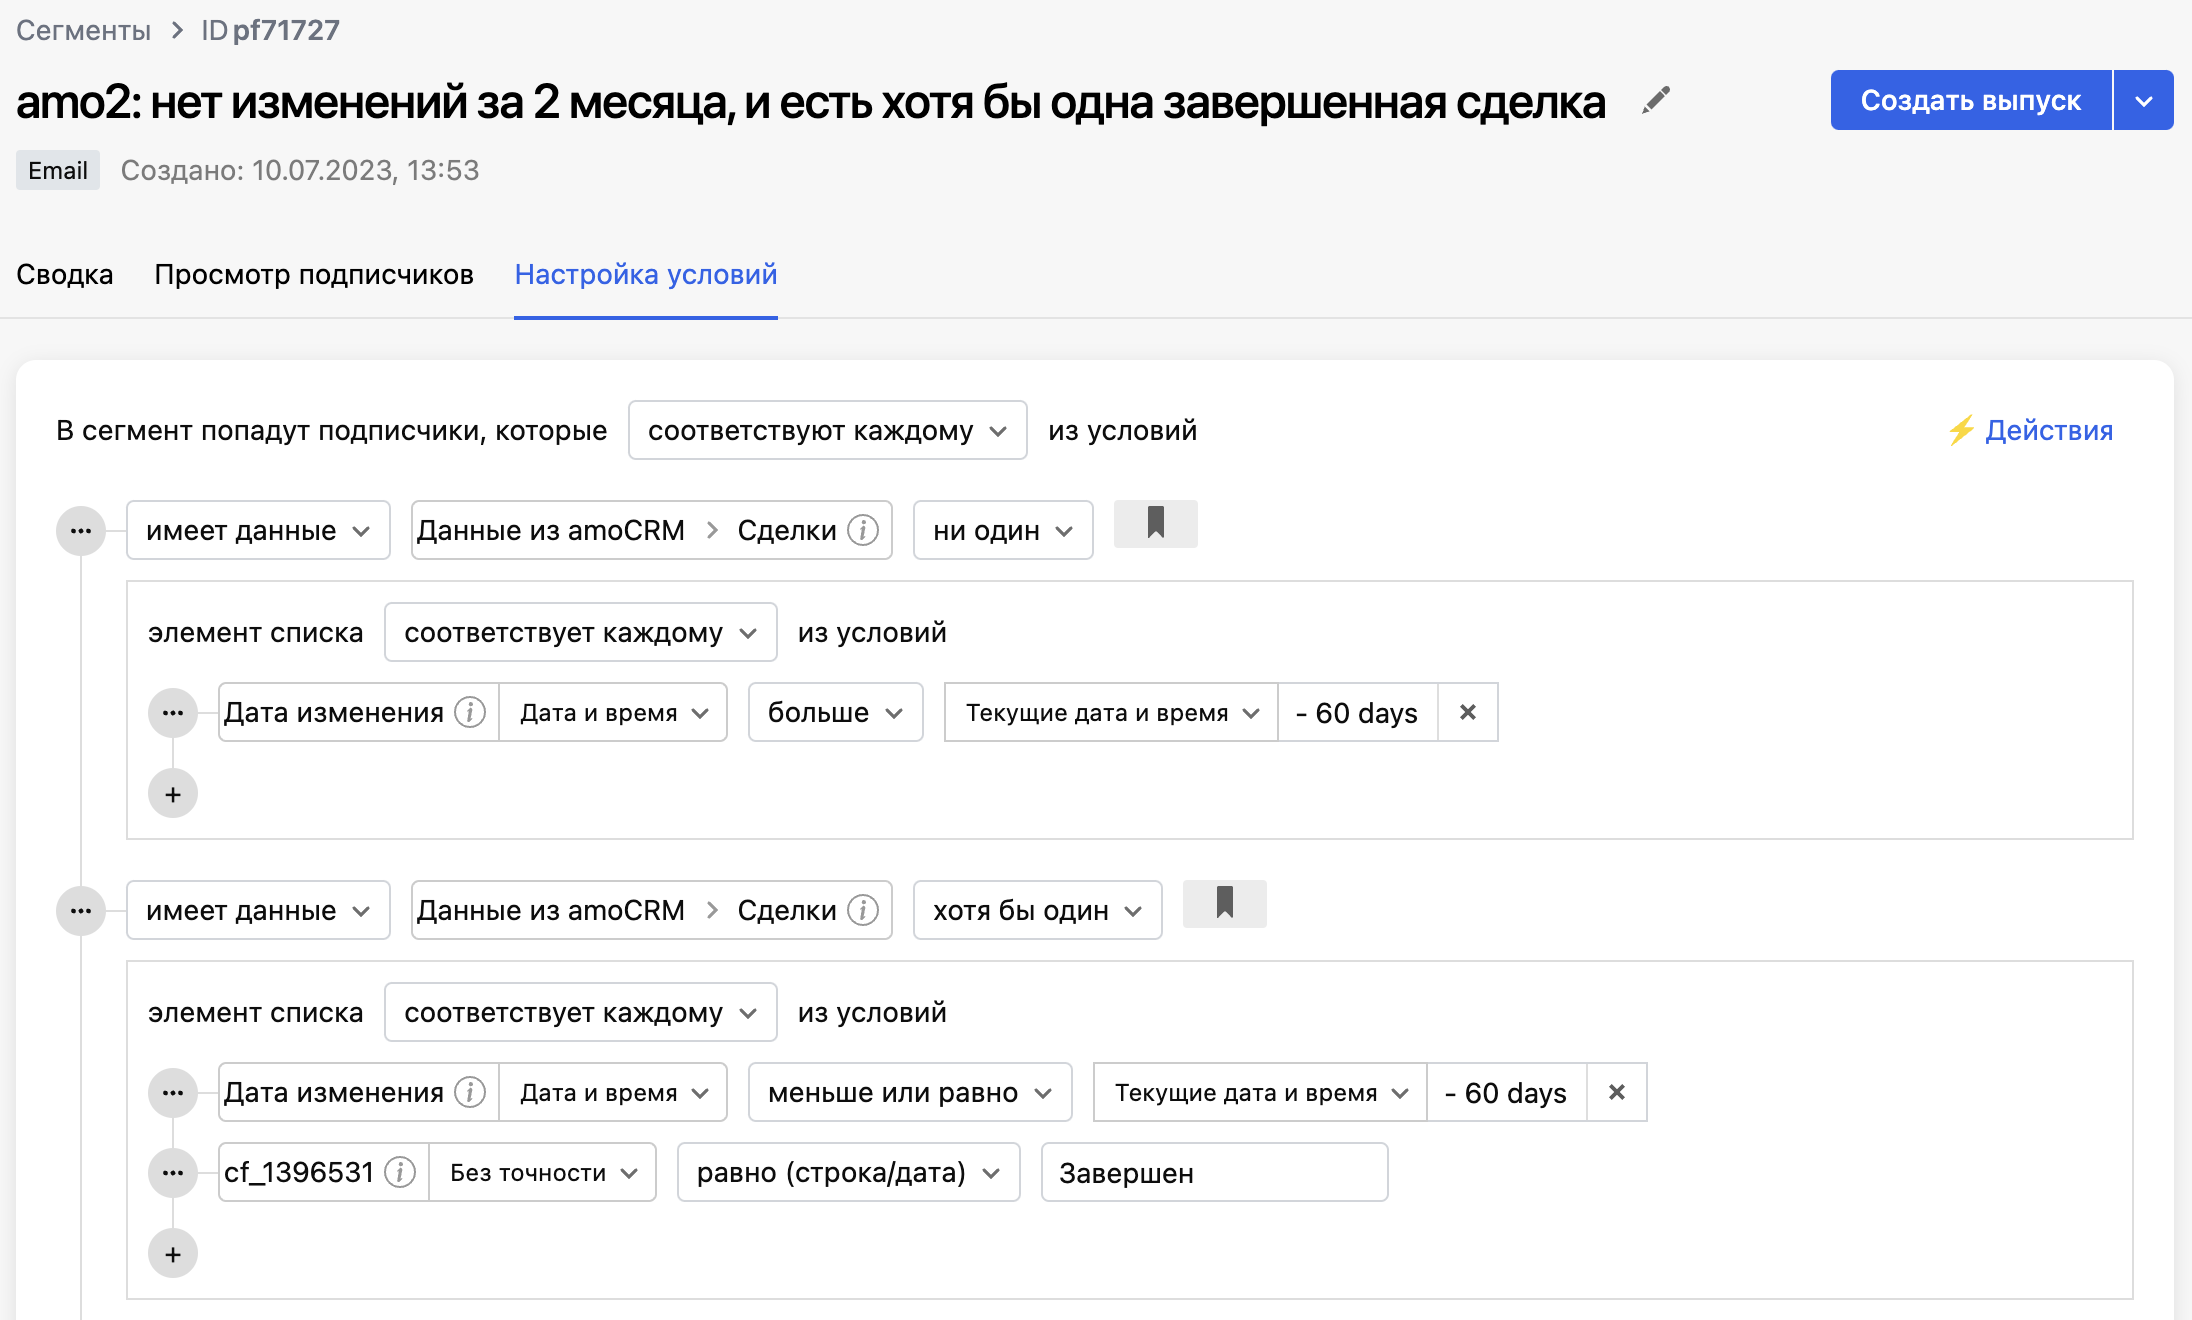 Сегменты > ID pf71727
amo2: нет изменений за 2 месяца, и есть хотя бы одна завершенная сделка
Создать выпуск
Email Создано: 10.07.2023, 13:53
Сводка Просмотр подписчиков Настройка условий
В сегмент попадут подписчики, которые соответствуют каждому из условий
Действия
имеет данные Данные из amoCRM > Сделки i ни один
элемент списка соответствует каждому из условий
Дата изменения i Дата и время больше Текущие дата и время - 60 days ×
+
имеет данные Данные из amoCRM > Сделки i хотя бы один
элемент списка соответствует каждому из условий
Дата изменения i Дата и время меньше или равно Текущие дата и время - 60 days ×
cf_1396531 i Без точности равно (строка/дата) Завершен
+